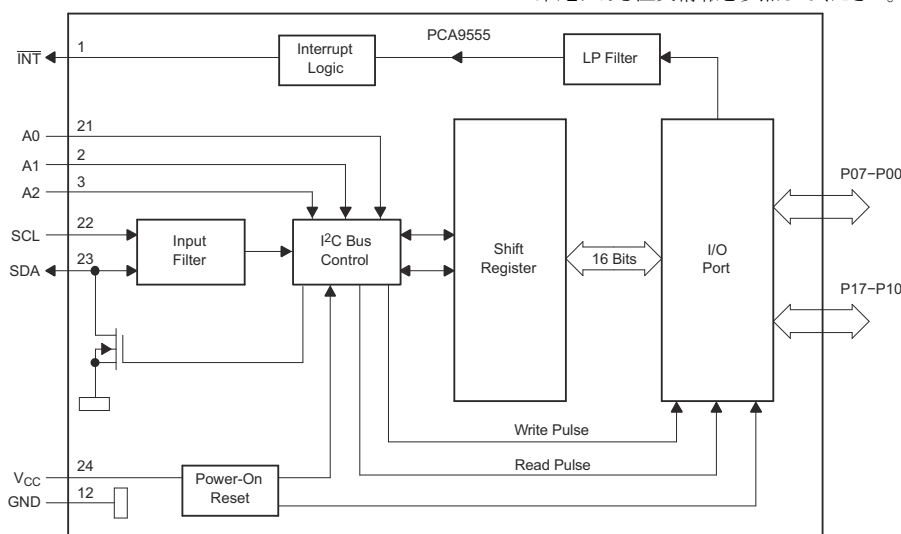 PCA9555
1
INT
Interrupt
Logic
LP Filter
21
A0
2
A1
3
A2
22
SCL
23
SDA
Input
Filter
I²C Bus
Control
Shift
Register
16 Bits
I/O
Port
P07−P00
P17−P10
Write Pulse
Read Pulse
24
VCC
12
GND
Power-On
Reset